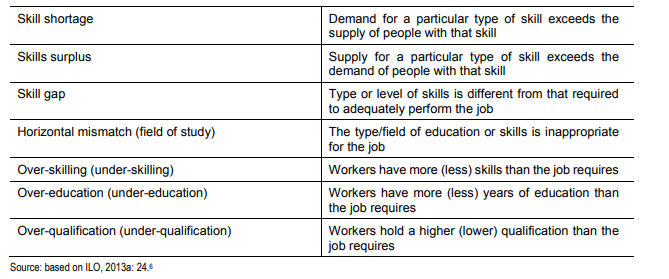 Skill shortage
Demand for a particular type of skill exceeds the
supply of people with that skill
Skills surplus
Supply for a particular type of skill exceeds the
demand of people with that skill
Skill gap
Type or level of skills is different from that required
to adequately perform the job
Horizontal mismatch (field of study)
The type/field of education or skills is inappropriate
for the job
Over-skilling (under-skilling)
Workers have more (less) skills than the job requires
Over-education (under-education)
Workers have more (less) years of education than
the job requires
Over-qualification (under-qualification)
Workers hold a higher (lower) qualification than the
job requires
Source: based on ILO, 2013a: 24.⁶